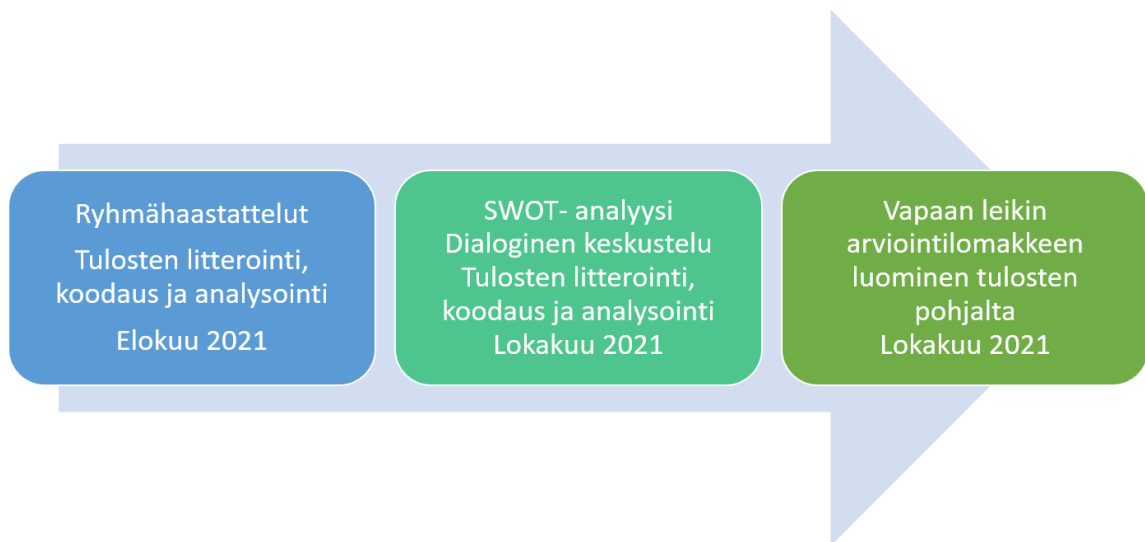 Ryhmähaastattelut
Tulosten litterointi,
koodaus ja analysointi
Elokuu 2021
SWOT- analyysi
Dialoginen keskustelu
Tulosten litterointi,
koodaus ja analysointi
Lokakuu 2021
Vapaan leikin
arviointilomakkeen
luominen tulosten
pohjalta
Lokakuu 2021